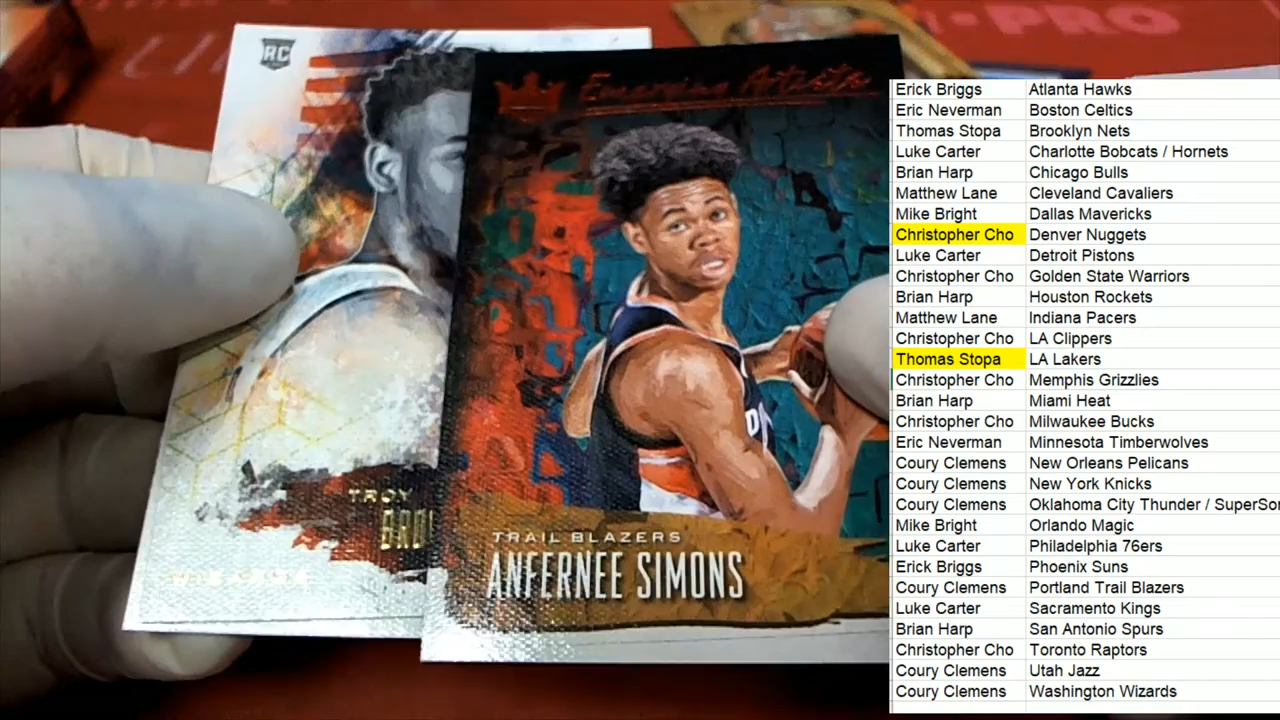 PRO
RC
Emerging Artists
TROY
TRAIL BLAZERS
ANFERNEE SIMONS
Erick Briggs Atlanta Hawks
Eric Neverman Boston Celtics
Thomas Stopa Brooklyn Nets
Luke Carter Charlotte Bobcats / Hornets
Brian Harp Chicago Bulls
Matthew Lane Cleveland Cavaliers
Mike Bright Dallas Mavericks
Christopher Cho Denver Nuggets
Luke Carter Detroit Pistons
Christopher Cho Golden State Warriors
Brian Harp Houston Rockets
Matthew Lane Indiana Pacers
Christopher Cho LA Clippers
Thomas Stopa LA Lakers
Christopher Cho Memphis Grizzlies
Brian Harp Miami Heat
Christopher Cho Milwaukee Bucks
Eric Neverman Minnesota Timberwolves
Coury Clemens New Orleans Pelicans
Coury Clemens New York Knicks
Coury Clemens Oklahoma City Thunder / SuperSo
Mike Bright Orlando Magic
Luke Carter Philadelphia 76ers
Erick Briggs Phoenix Suns
Coury Clemens Portland Trail Blazers
Luke Carter Sacramento Kings
Brian Harp San Antonio Spurs
Christopher Cho Toronto Raptors
Coury Clemens Utah Jazz
Coury Clemens Washington Wizards